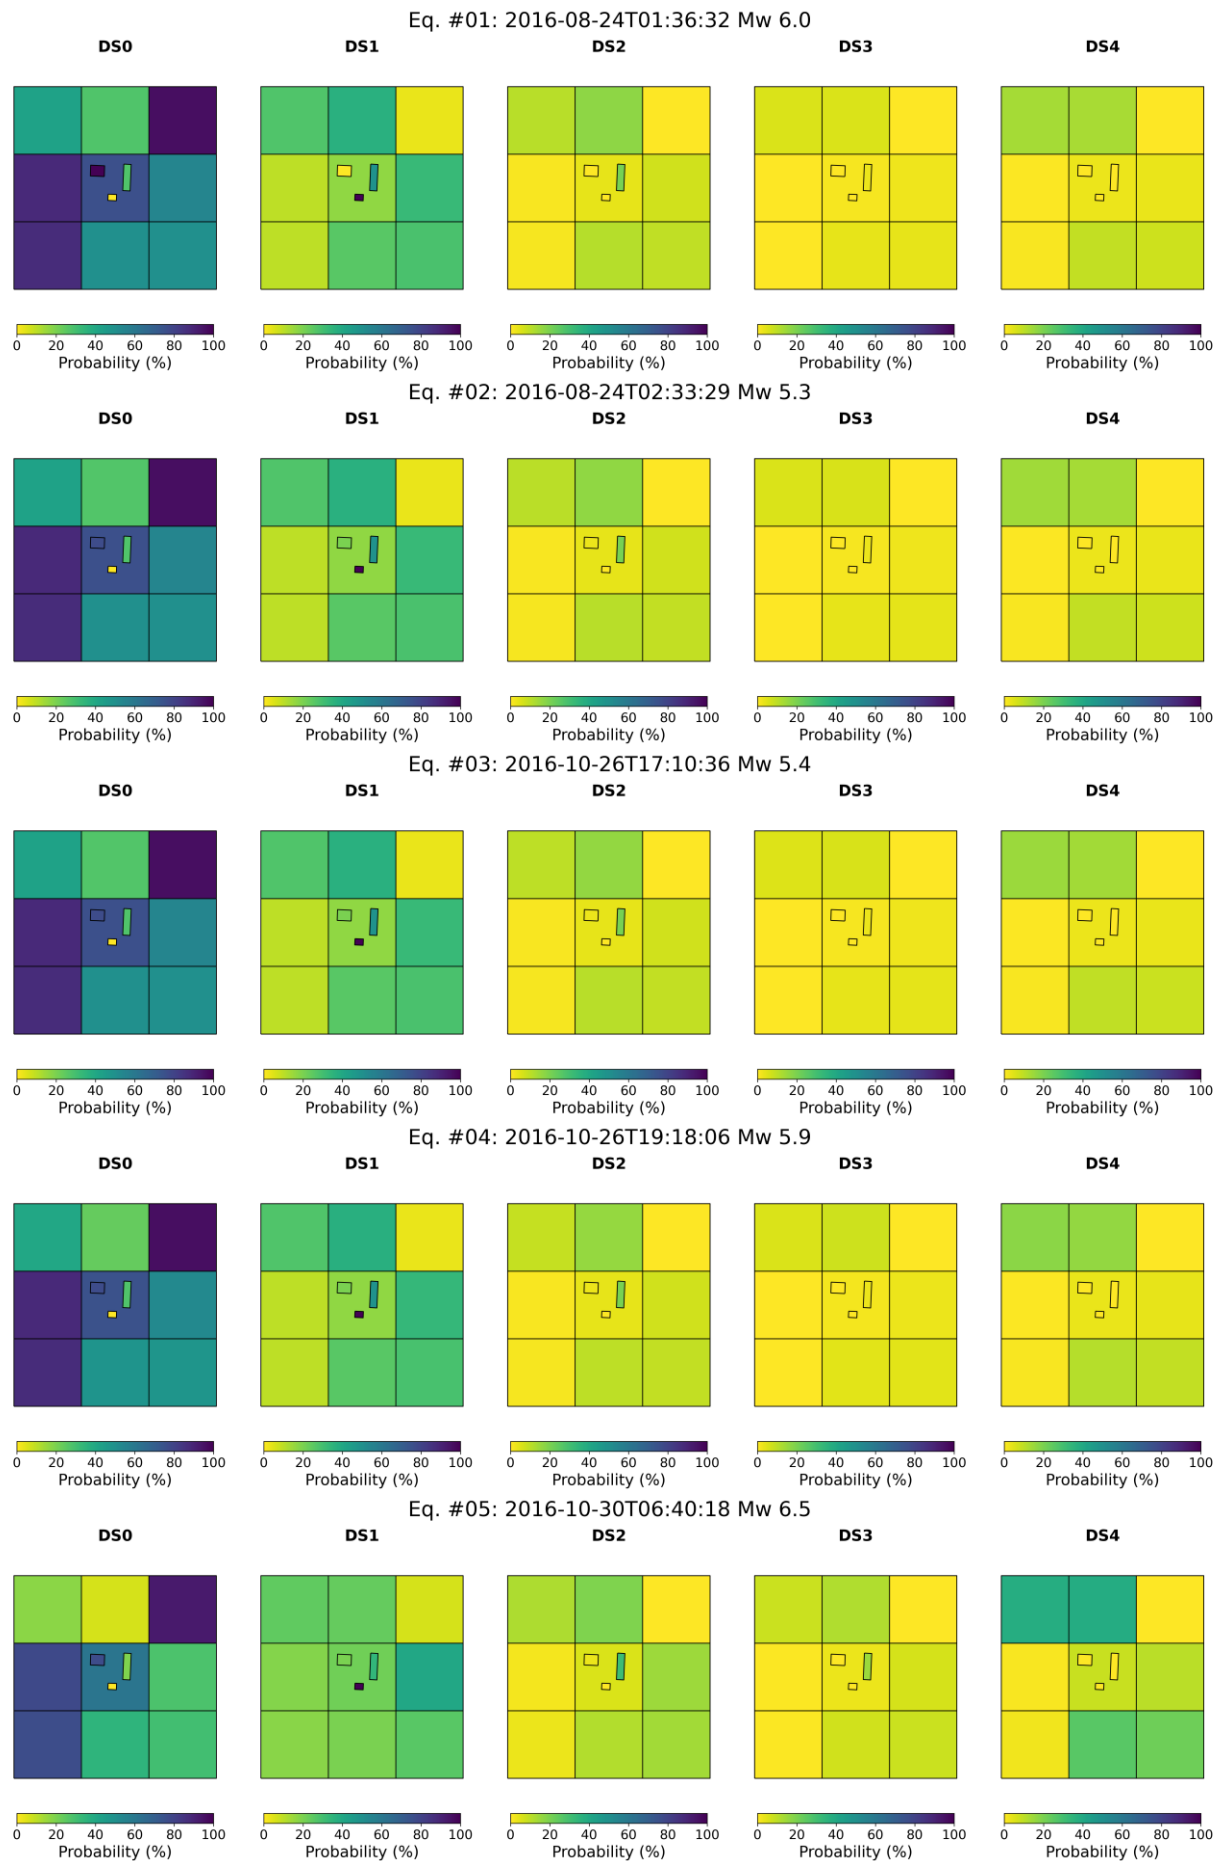 Eq. #01: 2016-08-24T01:36:32 Mw 6.0
DS0 DS1 DS2 DS3 DS4
0 20 40 60 80 100 0 20 40 60 80 100 0 20 40 60 80 100 0 20 40 60 80 100 0 20 40 60 80 100
Probability (%) Probability (%) Probability (%) Probability (%) Probability (%)
Eq. #02: 2016-08-24T02:33:29 Mw 5.3
DS0 DS1 DS2 DS3 DS4
0 20 40 60 80 100 0 20 40 60 80 100 0 20 40 60 80 100 0 20 40 60 80 100 0 20 40 60 80 100
Probability (%) Probability (%) Probability (%) Probability (%) Probability (%)
Eq. #03: 2016-10-26T17:10:36 Mw 5.4
DS0 DS1 DS2 DS3 DS4
0 20 40 60 80 100 0 20 40 60 80 100 0 20 40 60 80 100 0 20 40 60 80 100 0 20 40 60 80 100
Probability (%) Probability (%) Probability (%) Probability (%) Probability (%)
Eq. #04: 2016-10-26T19:18:06 Mw 5.9
DS0 DS1 DS2 DS3 DS4
0 20 40 60 80 100 0 20 40 60 80 100 0 20 40 60 80 100 0 20 40 60 80 100 0 20 40 60 80 100
Probability (%) Probability (%) Probability (%) Probability (%) Probability (%)
Eq. #05: 2016-10-30T06:40:18 Mw 6.5
DS0 DS1 DS2 DS3 DS4
0 20 40 60 80 100 0 20 40 60 80 100 0 20 40 60 80 100 0 20 40 60 80 100 0 20 40 60 80 100
Probability (%) Probability (%) Probability (%) Probability (%) Probability (%)